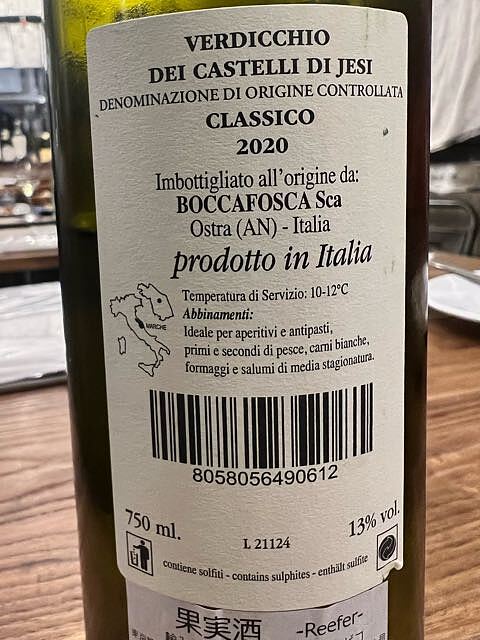 VERDICCHIO
DEI CASTELLI DI JESI
DENOMINAZIONE DI ORIGINE CONTROLLATA
CLASSICO
2020
Imbottigliato all'origine da:
BOCCAFOSCA Sca
Ostra (AN) - Italia
prodotto in Italia
MARCHE
Temperatura di Servizio: 10-12°C
Abbinamenti:
Ideale per aperitivi e antipasti,
primi e secondi di pesce, carni bianche,
formaggi e salumi di media stagionatura.
8058056490612
750 ml.
L 21124
13% vol.
contiene solfiti - contains sulphites - enthält sulfite
果実酒 -Reefer-